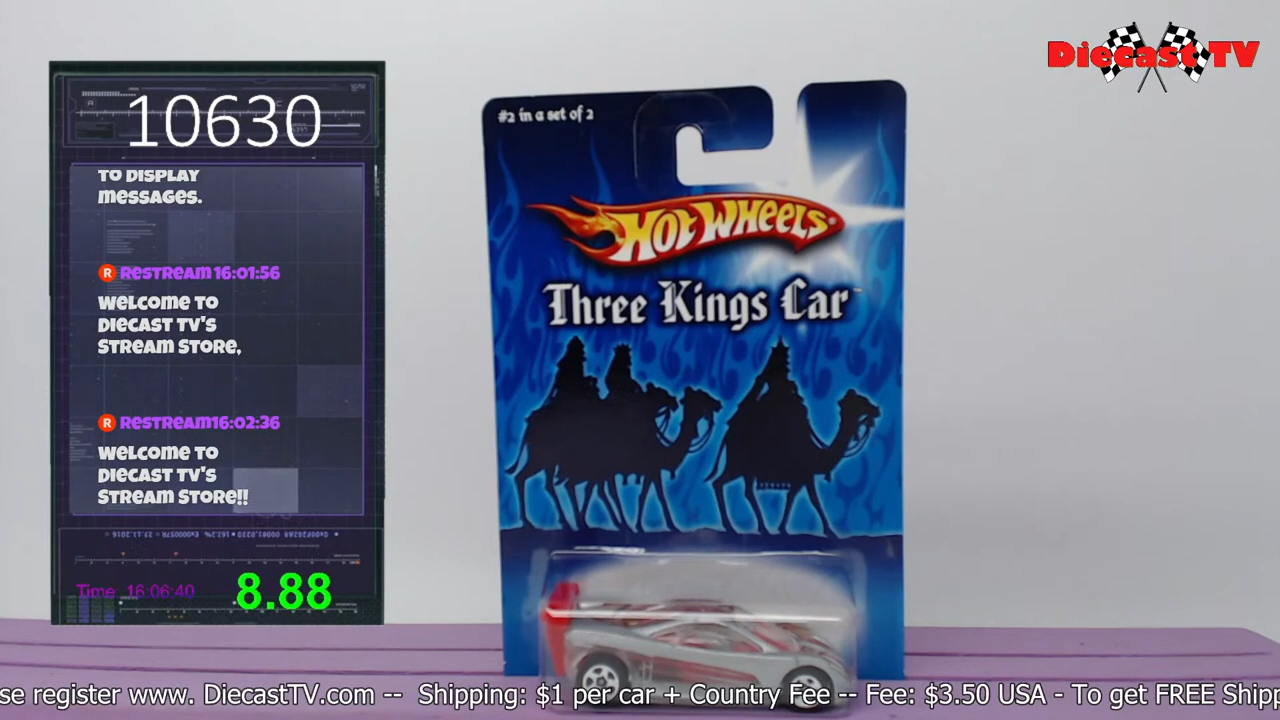 Diecast TV
10630
TO DISPLAY
MESSAGES.
RESTREAM 16:01:56
WELCOME TO
DIECAST TV'S
STREAM STORE,
RESTREAM16:02:36
WELCOME TO
DIECAST TV'S
STREAM STORE!!
Time 16:06:40
8.88
#2 in a set of 2
HOT WHEELS
Three Kings Car™
se register www. DiecastTV.com -- Shipping: $1 per car + Country Fee -- Fee: $3.50 USA - To get FREE Shipp